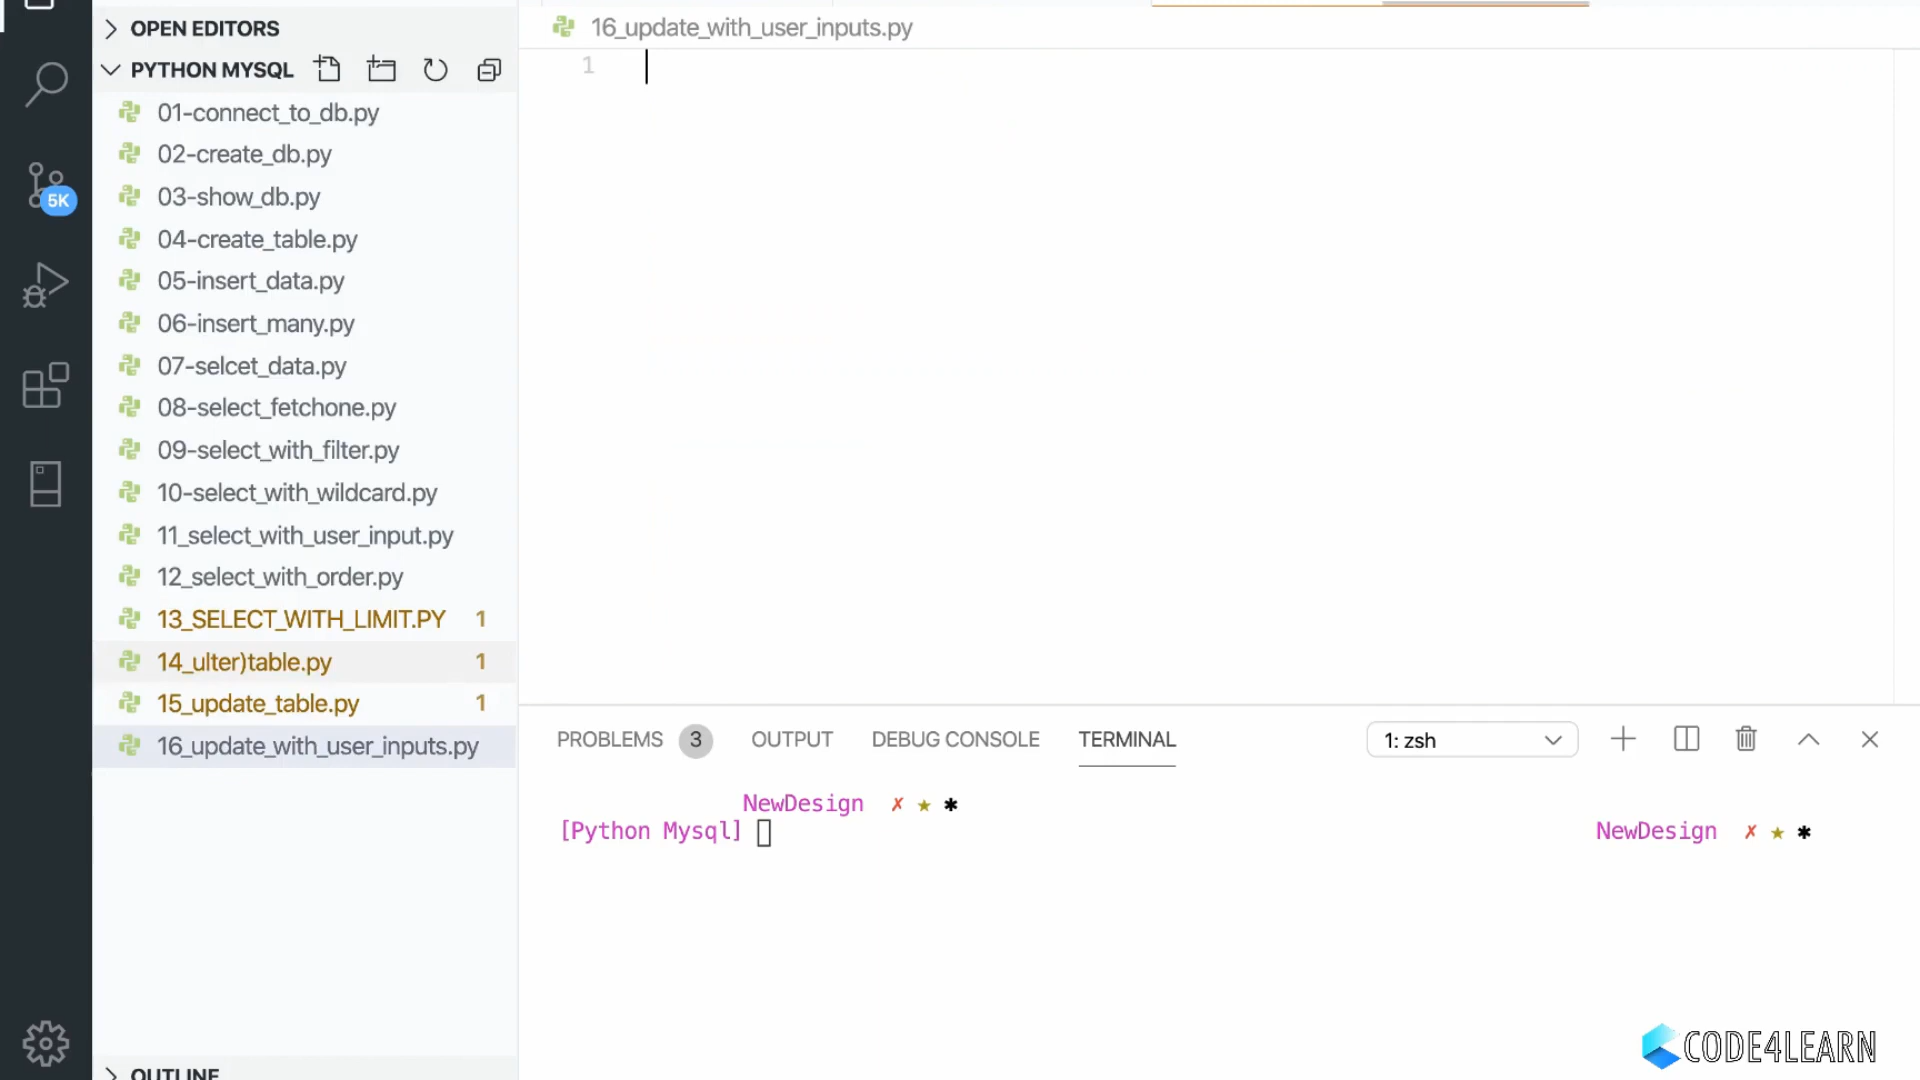 OPEN EDITORS
PYTHON MYSQL
01-connect_to_db.py
02-create_db.py
03-show_db.py
04-create_table.py
05-insert_data.py
06-insert_many.py
07-selcet_data.py
08-select_fetchone.py
09-select_with_filter.py
10-select_with_wildcard.py
11_select_with_user_input.py
12_select_with_order.py
13_SELECT_WITH_LIMIT.PY 1
14_ulter)table.py 1
15_update_table.py 1
16_update_with_user_inputs.py
OUTLINE
5K
16_update_with_user_inputs.py
1
PROBLEMS 3 OUTPUT DEBUG CONSOLE TERMINAL 1: zsh
NewDesign ✗ ★ ✱
[Python Mysql] NewDesign ✗ ★ ✱
CODE4LEARN